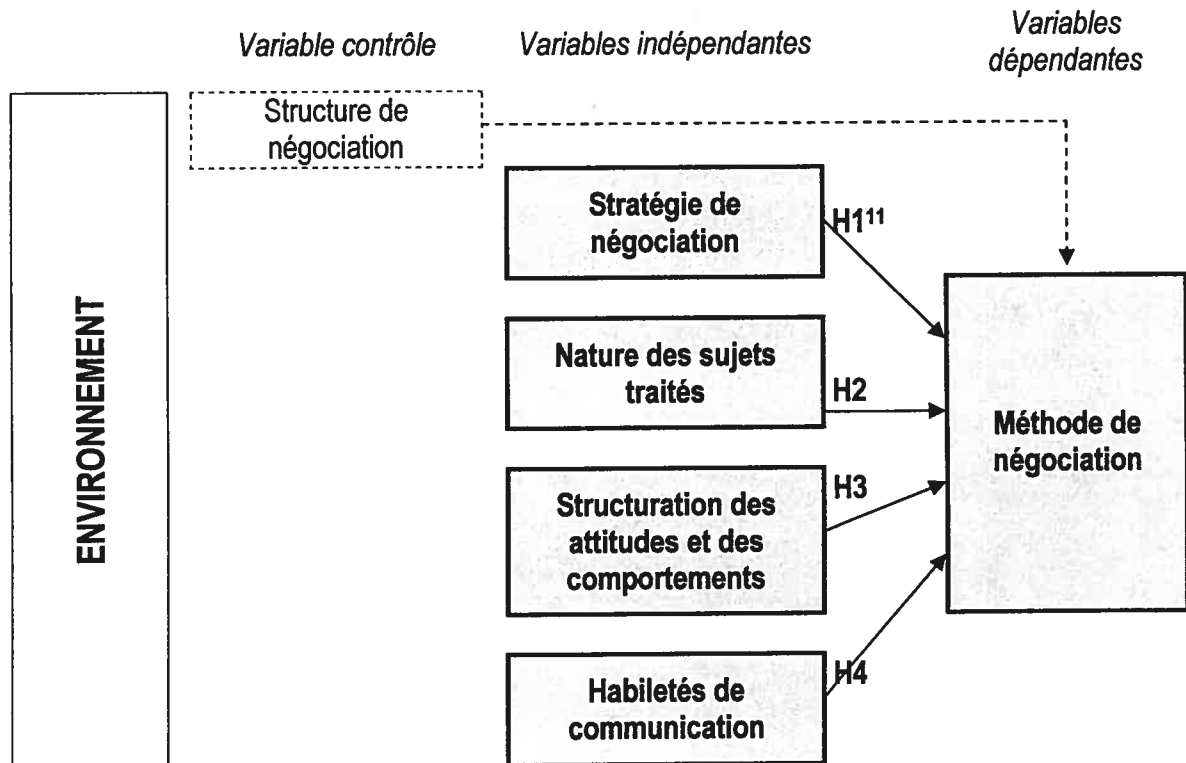 Variable contrôle
Variables indépendantes
Variables
dépendantes
Structure de
négociation
ENVIRONNEMENT
Stratégie de
négociation
H1¹¹
Nature des sujets
traités
H2
Structuration des
attitudes et des
comportements
H3
Habiletés de
communication
H4
Méthode de
négociation